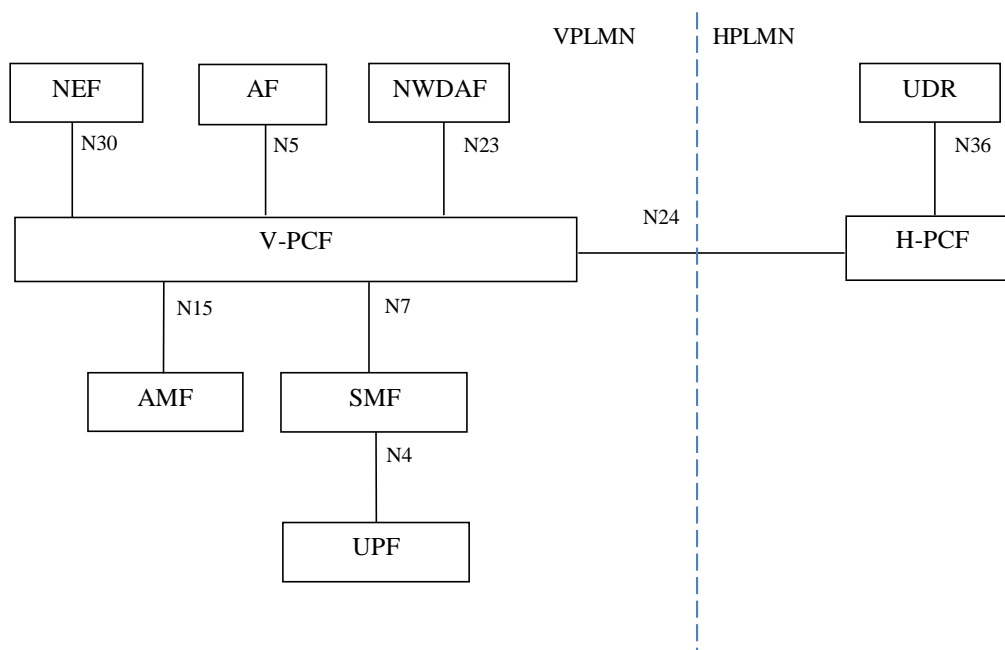 VPLMN
HPLMN
NEF
AF
NWDAF
UDR
N30
N5
N23
N36
N24
V-PCF
H-PCF
N15
N7
AMF
SMF
N4
UPF